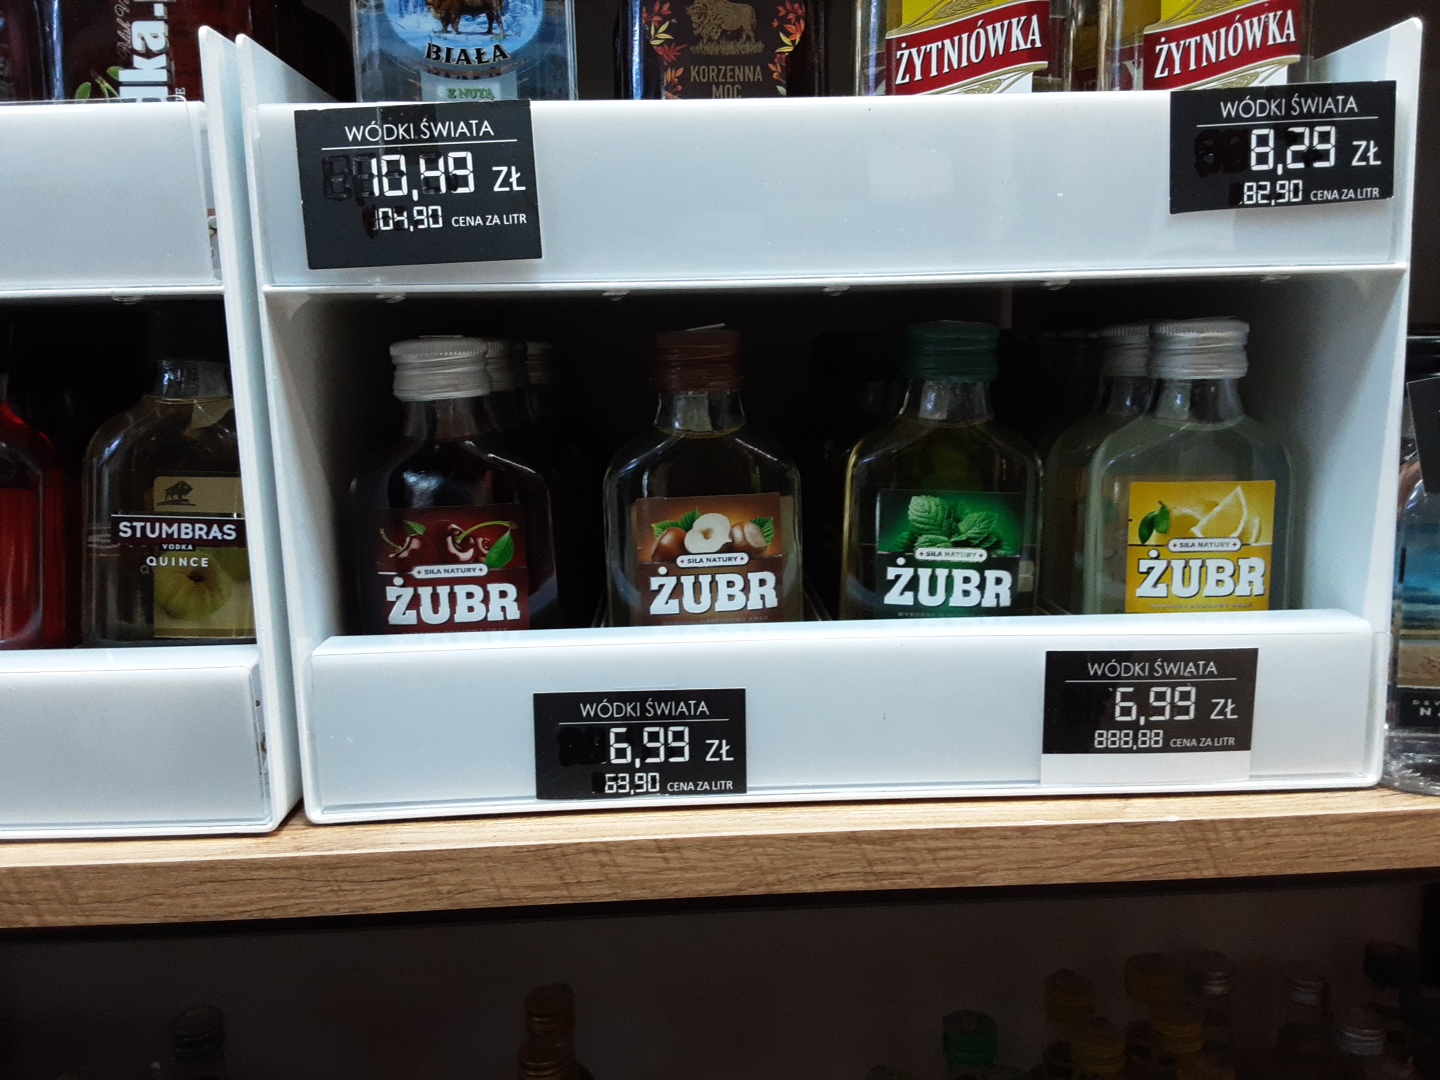 BIAŁA
Z NUTĄ
KORZENNA
MOC
ŻYTNIÓWKA
ŻYTNIÓWKA
WÓDKI ŚWIATA
10,49 ZŁ
104,90 CENA ZA LITR
WÓDKI ŚWIATA
8,29 ZŁ
82,90 CENA ZA LITR
STUMBRAS
VODKA
QUINCE
SIŁA NATURY
ŻUBR
SIŁA NATURY
ŻUBR
SIŁA NATURY
ŻUBR
SIŁA NATURY
ŻUBR
WÓDKI ŚWIATA
6,99 ZŁ
69,90 CENA ZA LITR
WÓDKI ŚWIATA
6,99 ZŁ
888,88 CENA ZA LITR